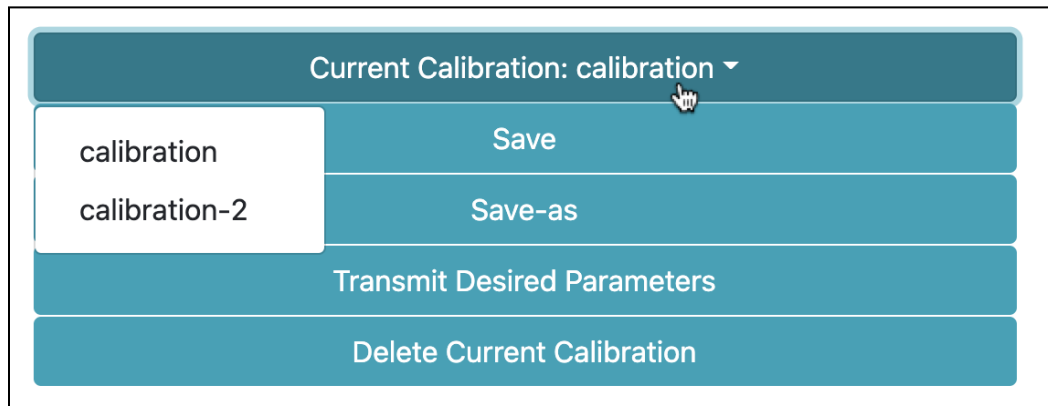 Current Calibration: calibration
Save
calibration
Save-as
calibration-2
Transmit Desired Parameters
Delete Current Calibration